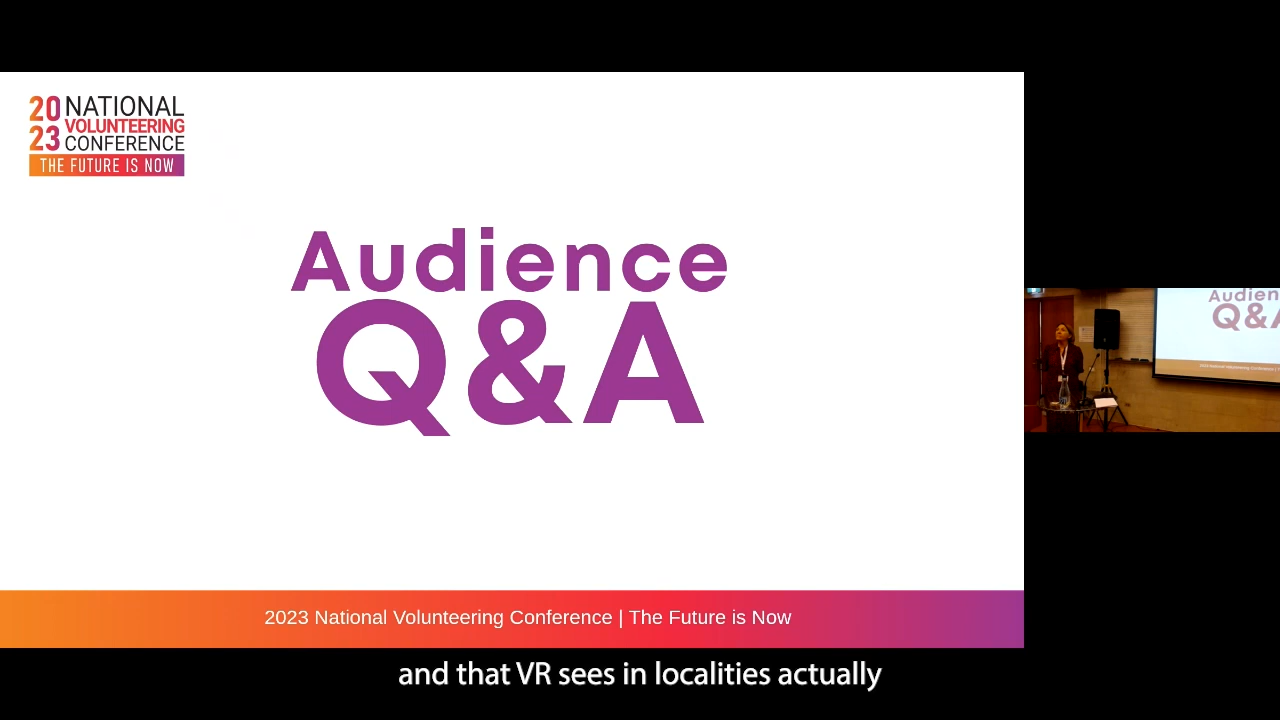 20 NATIONAL
VOLUNTEERING
23 CONFERENCE
THE FUTURE IS NOW
Audience
Q&A
2023 National Volunteering Conference | The Future is Now
and that VR sees in localities actually
Audien
Q&A